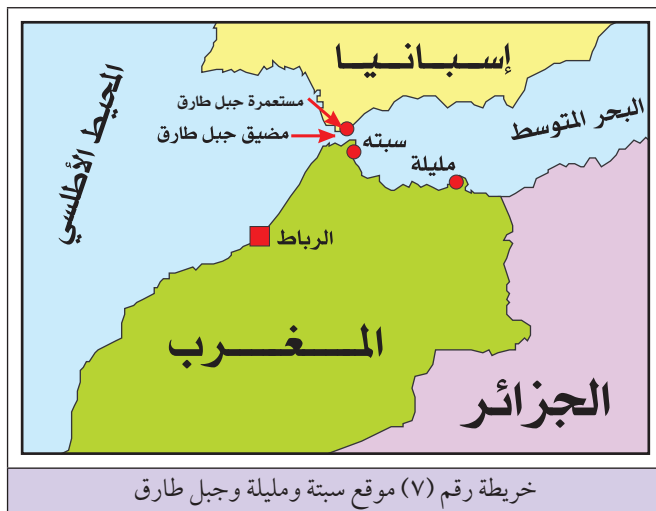 إسبانيا
المحيط الأطلسي
مستعمرة جبل طارق
البحر المتوسط
مضيق جبل طارق
سبته
مليلة
الرباط
المغرب
الجزائر
خريطة رقم (٧) موقع سبتة ومليلة وجبل طارق